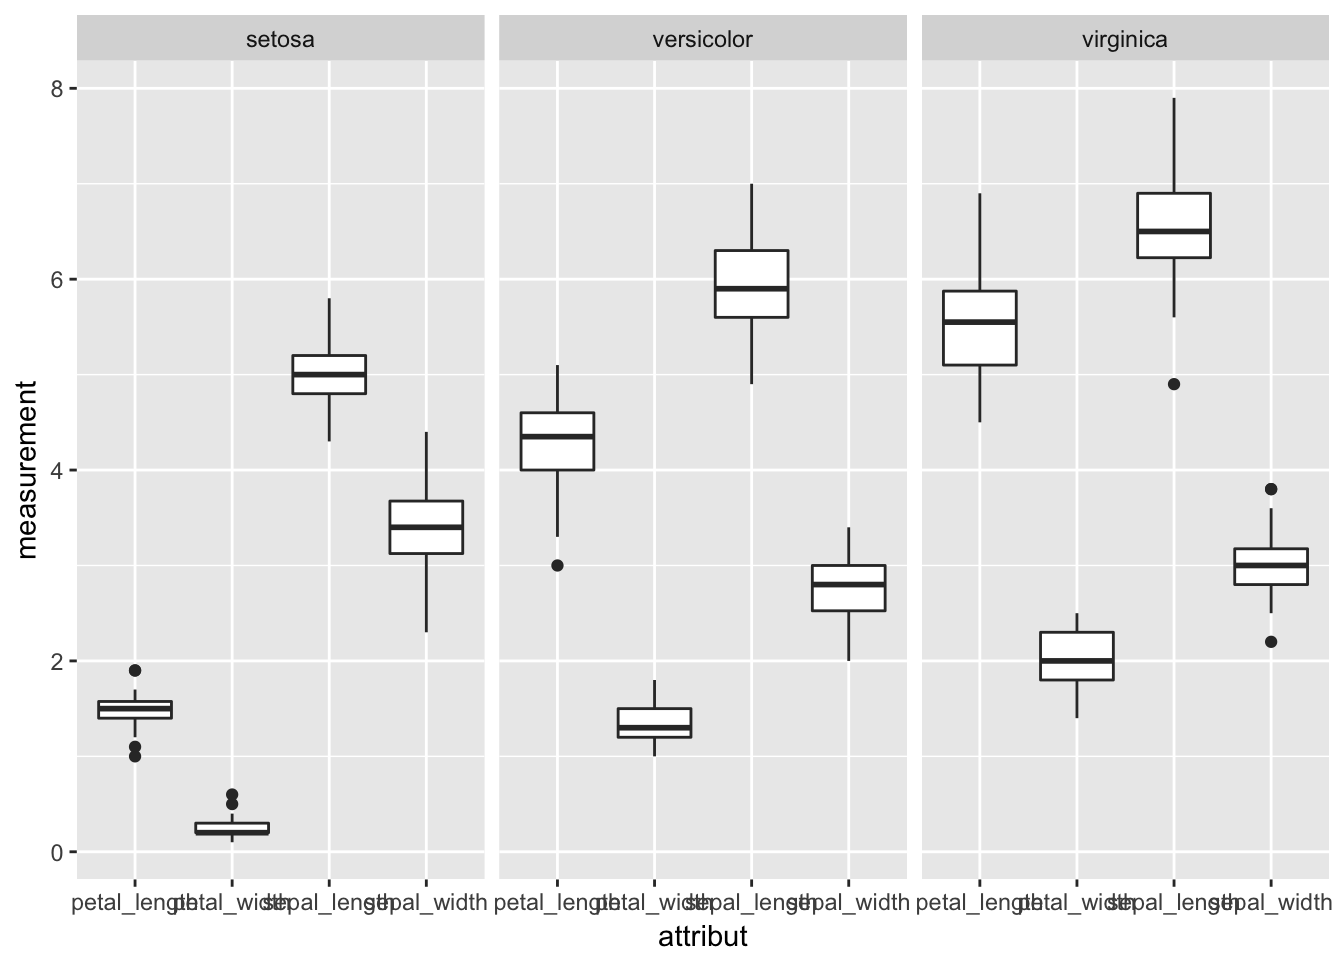 setosa versicolor virginica
8
6
4
2
0
measurement
petal_length petal_width sepal_length sepal_width petal_length petal_width sepal_length sepal_width petal_length petal_width sepal_length sepal_width
attribut